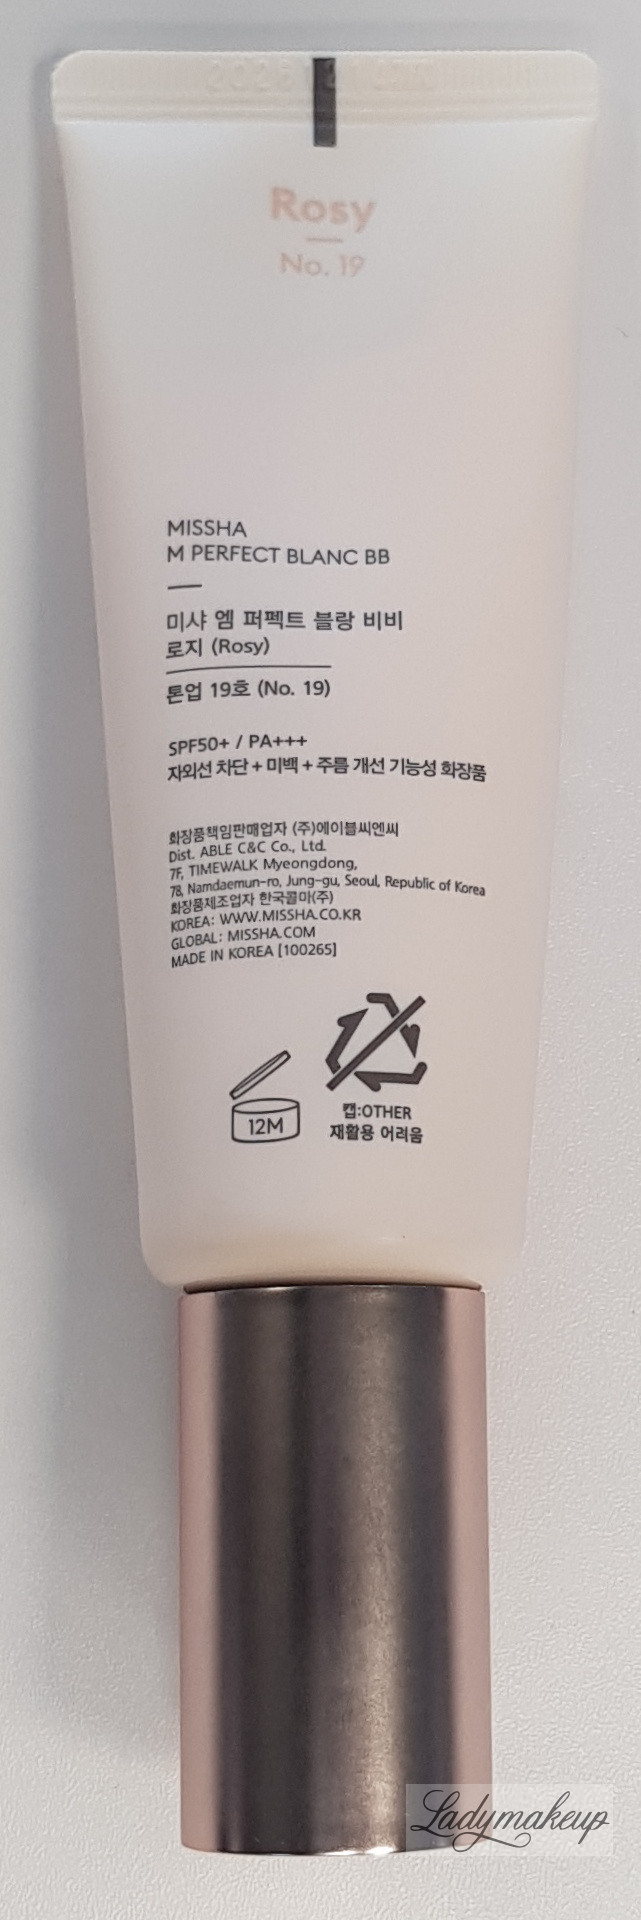 Rosy
No. 19
MISSHA
M PERFECT BLANC BB
미샤 엠 퍼펙트 블랑 비비
로지 (Rosy)
톤업 19호 (No. 19)
SPF50+ / PA+++
자외선 차단 + 미백 + 주름 개선 기능성 화장품
화장품책임판매업자 (주)에이블씨엔씨
Dist. ABLE C&C Co., Ltd.
7F, TIMEWALK Myeongdong,
78, Namdaemun-ro, Jung-gu, Seoul, Republic of Korea
화장품제조업자 한국콜마(주)
KOREA: WWW.MISSHA.CO.KR
GLOBAL: MISSHA.COM
MADE IN KOREA [100265]
12M
캡:OTHER
재활용 어려움
Ladymakeup